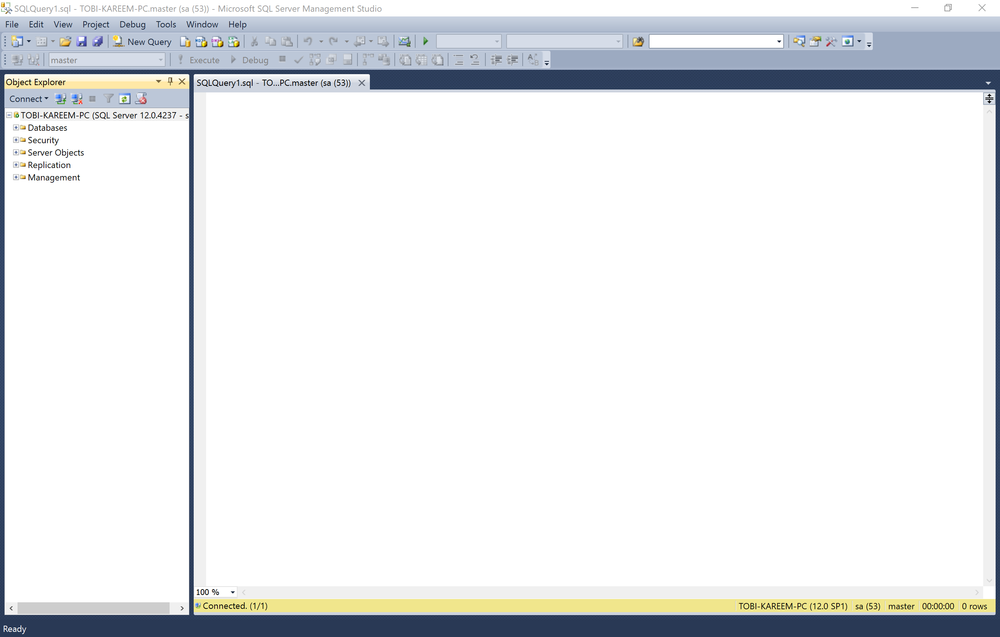 SQLQuery1.sql - TOBI-KAREEM-PC.master (sa (53)) - Microsoft SQL Server Management Studio
File Edit View Project Debug Tools Window Help
New Query
master Execute Debug
Object Explorer
SQLQuery1.sql - TO...PC.master (sa (53))
Connect
TOBI-KAREEM-PC (SQL Server 12.0.4237 - s
Databases
Security
Server Objects
Replication
Management
100 %
Connected. (1/1) TOBI-KAREEM-PC (12.0 SP1) sa (53) master 00:00:00 0 rows
Ready